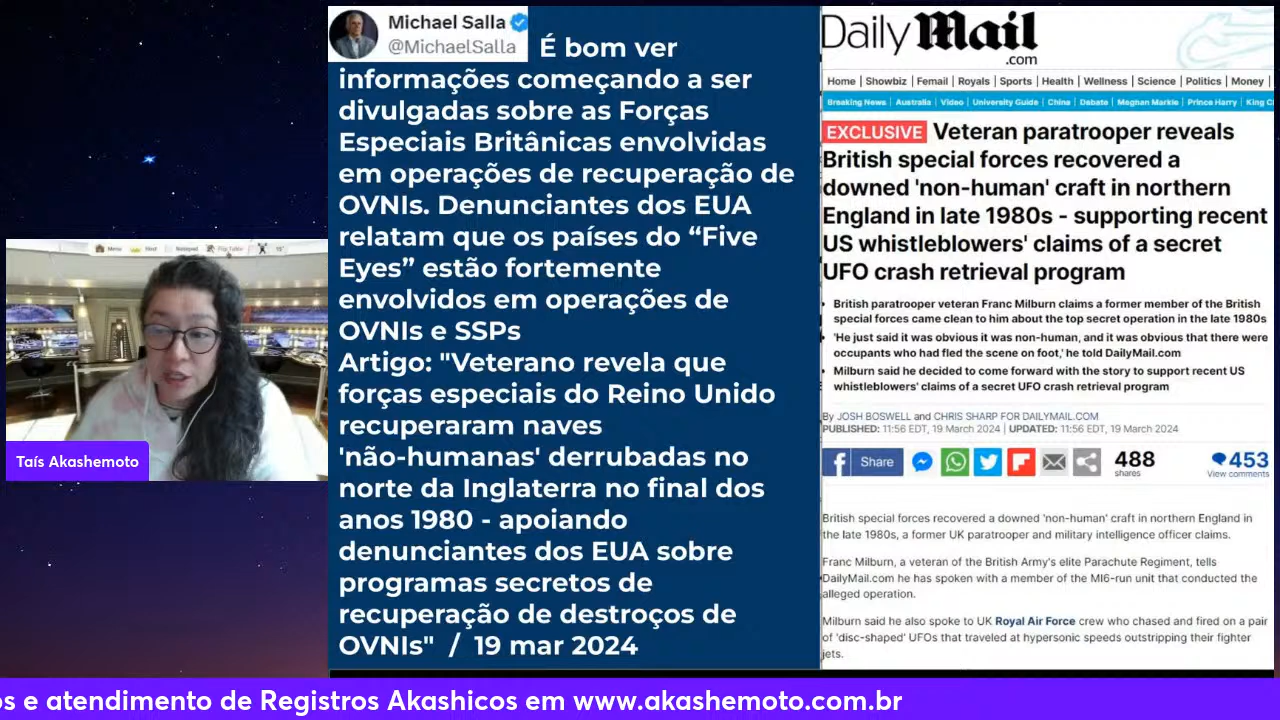 Michael Salla
@MichaelSalla
É bom ver
informações começando a ser
divulgadas sobre as Forças
Especiais Britânicas envolvidas
em operações de recuperação de
OVNIs. Denunciantes dos EUA
relatam que os países do “Five
Eyes” estão fortemente
envolvidos em operações de
OVNIs e SSPs
Artigo: "Veterano revela que
forças especiais do Reino Unido
recuperaram naves
'não-humanas' derrubadas no
norte da Inglaterra no final dos
anos 1980 - apoiando
denunciantes dos EUA sobre
programas secretos de
recuperação de destroços de
OVNIs" / 19 mar 2024
Daily Mail
.com
Home | Showbiz | Femail | Royals | Sports | Health | Wellness | Science | Politics | Money |
Breaking News | Australia | Video | University Guide | China | Debate | Meghan Markle | Prince Harry | King C
EXCLUSIVE Veteran paratrooper reveals
British special forces recovered a
downed 'non-human' craft in northern
England in late 1980s - supporting recent
US whistleblowers' claims of a secret
UFO crash retrieval program
British paratrooper veteran Franc Milburn claims a former member of the British
special forces came clean to him about the top secret operation in the late 1980s
'He just said it was obvious it was non-human, and it was obvious that there were
occupants who had fled the scene on foot,' he told DailyMail.com
Milburn said he decided to come forward with the story to support recent US
whistleblowers' claims of a secret UFO crash retrieval program
By JOSH BOSWELL and CHRIS SHARP FOR DAILYMAIL.COM
PUBLISHED: 11:56 EDT, 19 March 2024 | UPDATED: 11:56 EDT, 19 March 2024
Share
488
shares
453
View comments
British special forces recovered a downed 'non-human' craft in northern England in
the late 1980s, a former UK paratrooper and military intelligence officer claims.
Franc Milburn, a veteran of the British Army's elite Parachute Regiment, tells
DailyMail.com he has spoken with a member of the MI6-run unit that conducted the
alleged operation.
Milburn said he also spoke to UK Royal Air Force crew who chased and fired on a pair
of 'disc-shaped' UFOs that traveled at hypersonic speeds outstripping their fighter
jets.
Menu
Taís Akashemoto
os e atendimento de Registros Akashicos em www.akashemoto.com.br